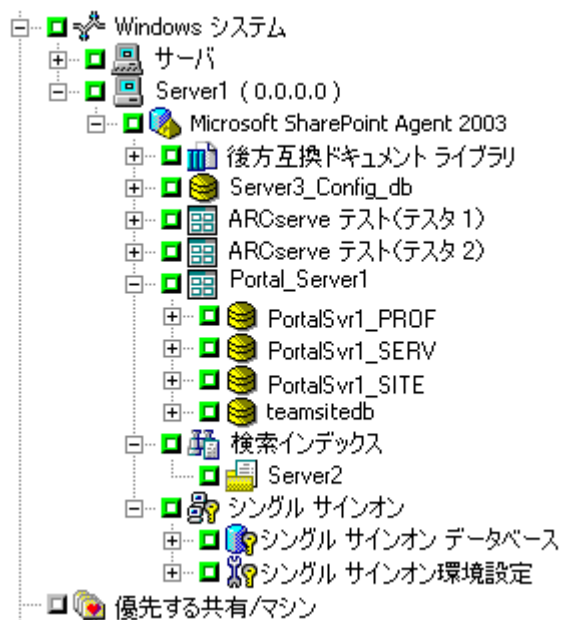 Windows システム
サーバ
Server1 ( 0.0.0.0 )
Microsoft SharePoint Agent 2003
後方互換ドキュメント ライブラリ
Server3_Config_db
ARCserve テスト(テスタ 1)
ARCserve テスト(テスタ 2)
Portal_Server1
PortalSvr1_PROF
PortalSvr1_SERV
PortalSvr1_SITE
teamsitedb
検索インデックス
Server2
シングル サインオン
シングル サインオン データベース
シングル サインオン環境設定
優先する共有/マシン